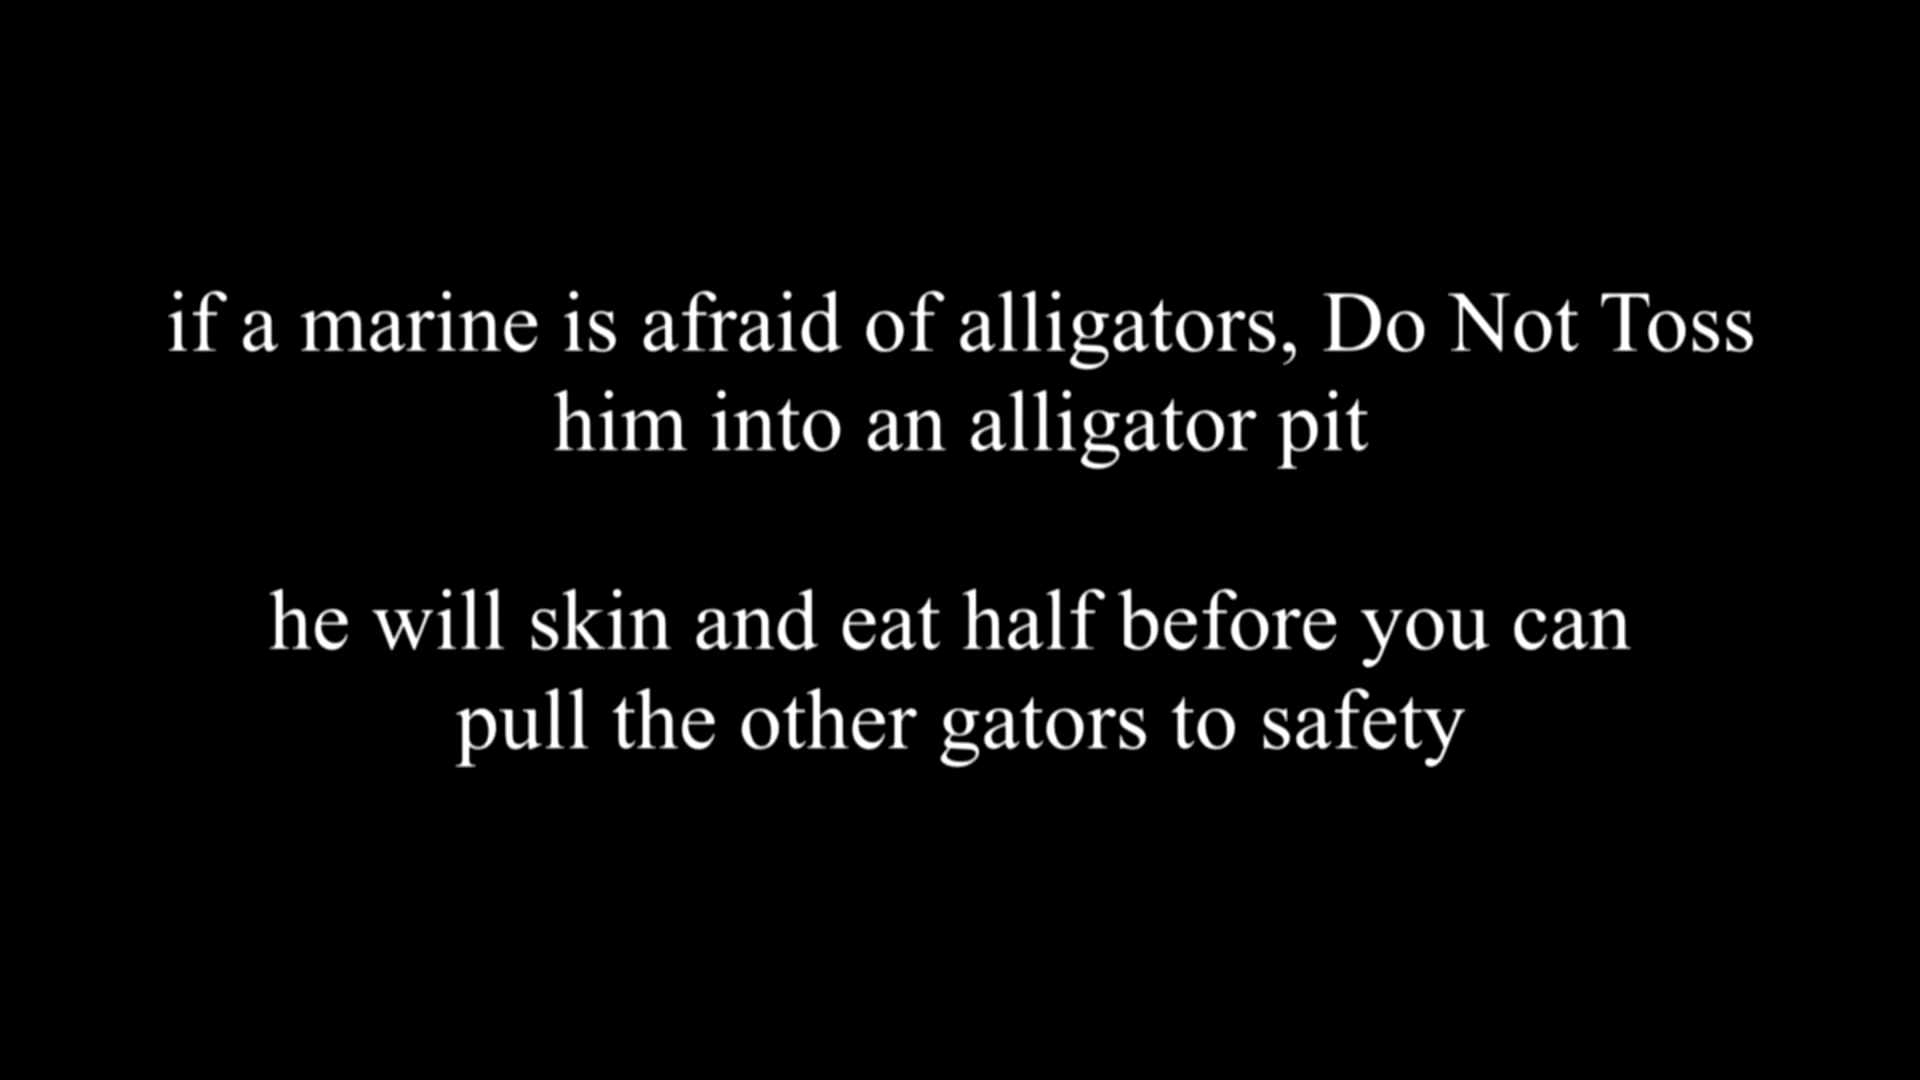 if a marine is afraid of alligators, Do Not Toss
him into an alligator pit
he will skin and eat half before you can
pull the other gators to safety